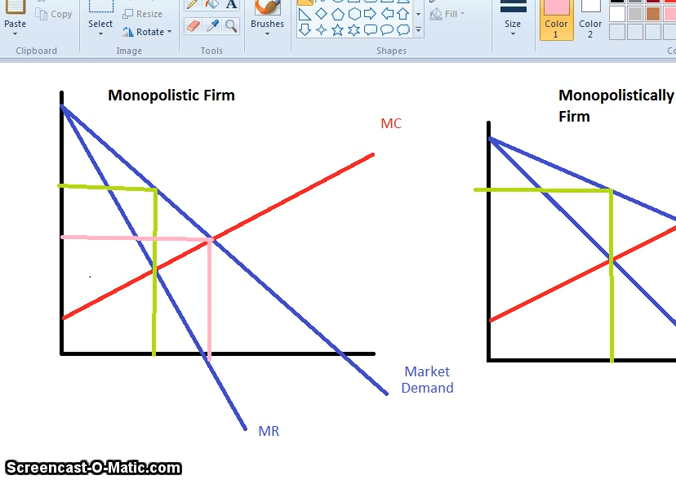 Paste
Copy
Clipboard
Select
Resize
Rotate
Image
A
Tools
Brushes
Shapes
Fill
Size
Color
1
Color
2
Monopolistic Firm
MC
Market
Demand
MR
Monopolistically
Firm
Screencast-O-Matic.com